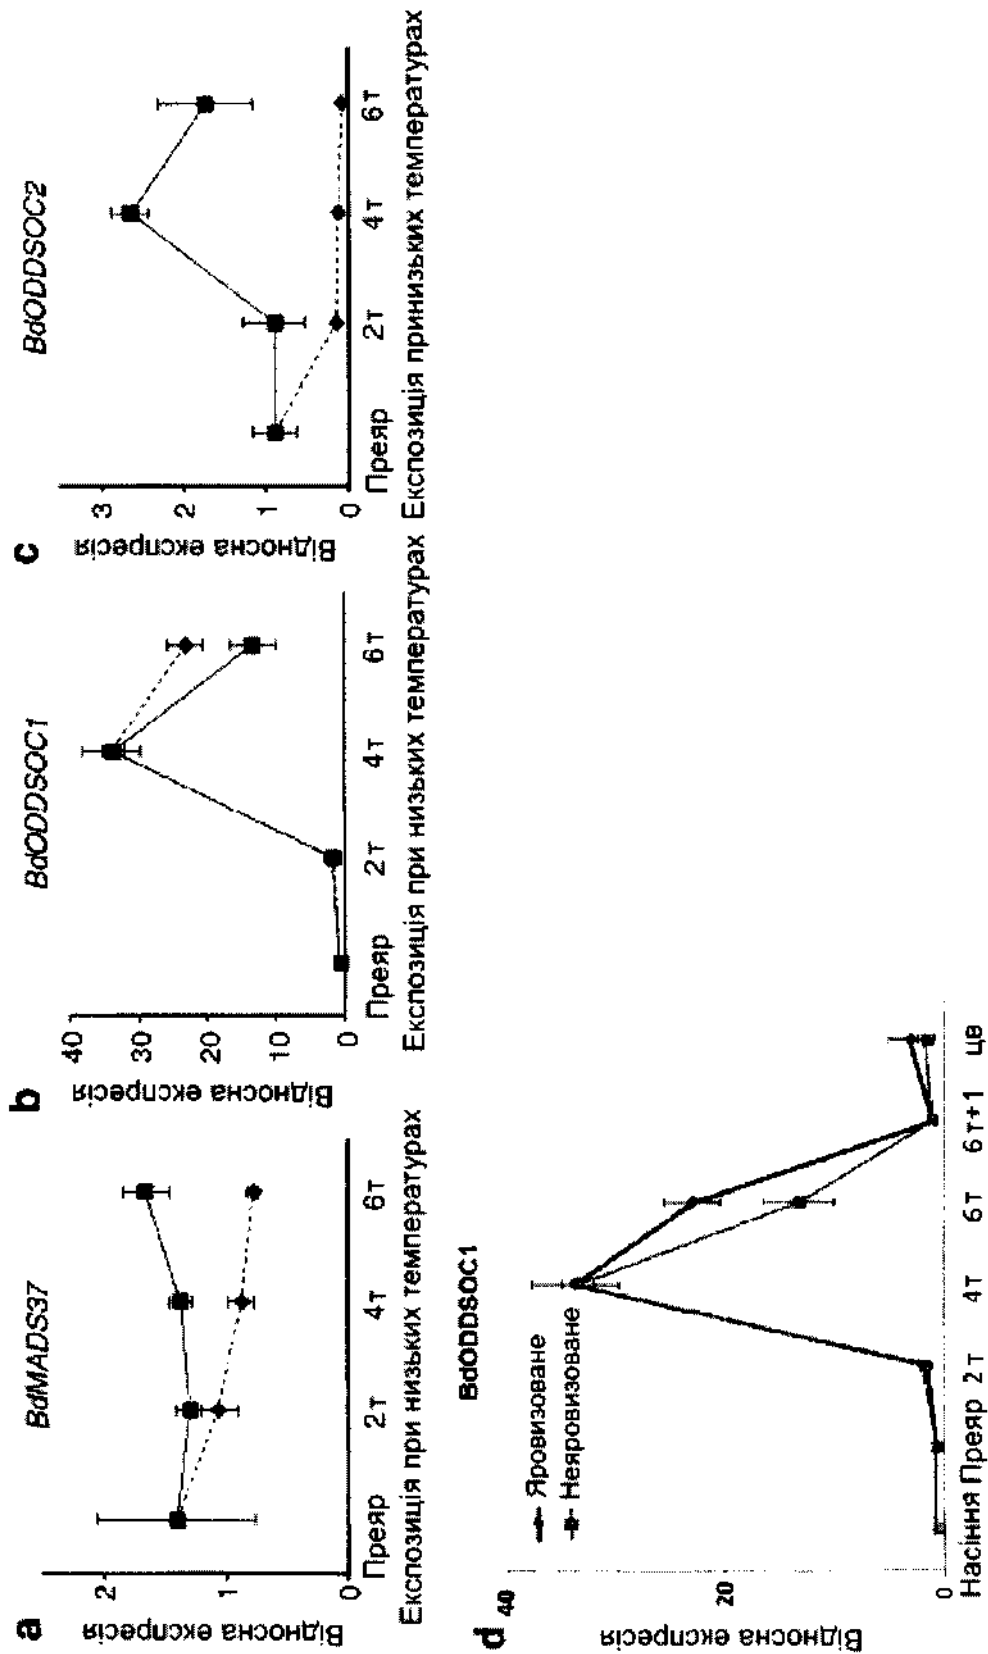 a
BdMADS37
Відносна експресія
2
1
0
Преяр 2т 4т 6т
Експозиція при низьких температурах
b
BdODDSOC1
Відносна експресія
40
30
20
10
0
Преяр 2т 4т 6т
Експозиція при низьких температурах
c
BdODDSOC2
Відносна експресія
3
2
1
0
Преяр 2т 4т 6т
Експозиція принизьких температурах
d
BdODDSOC1
Яровизоване
Неяровизоване
Відносна експресія
40
20
0
Насіння Преяр 2т 4т 6т 6т+1 цв